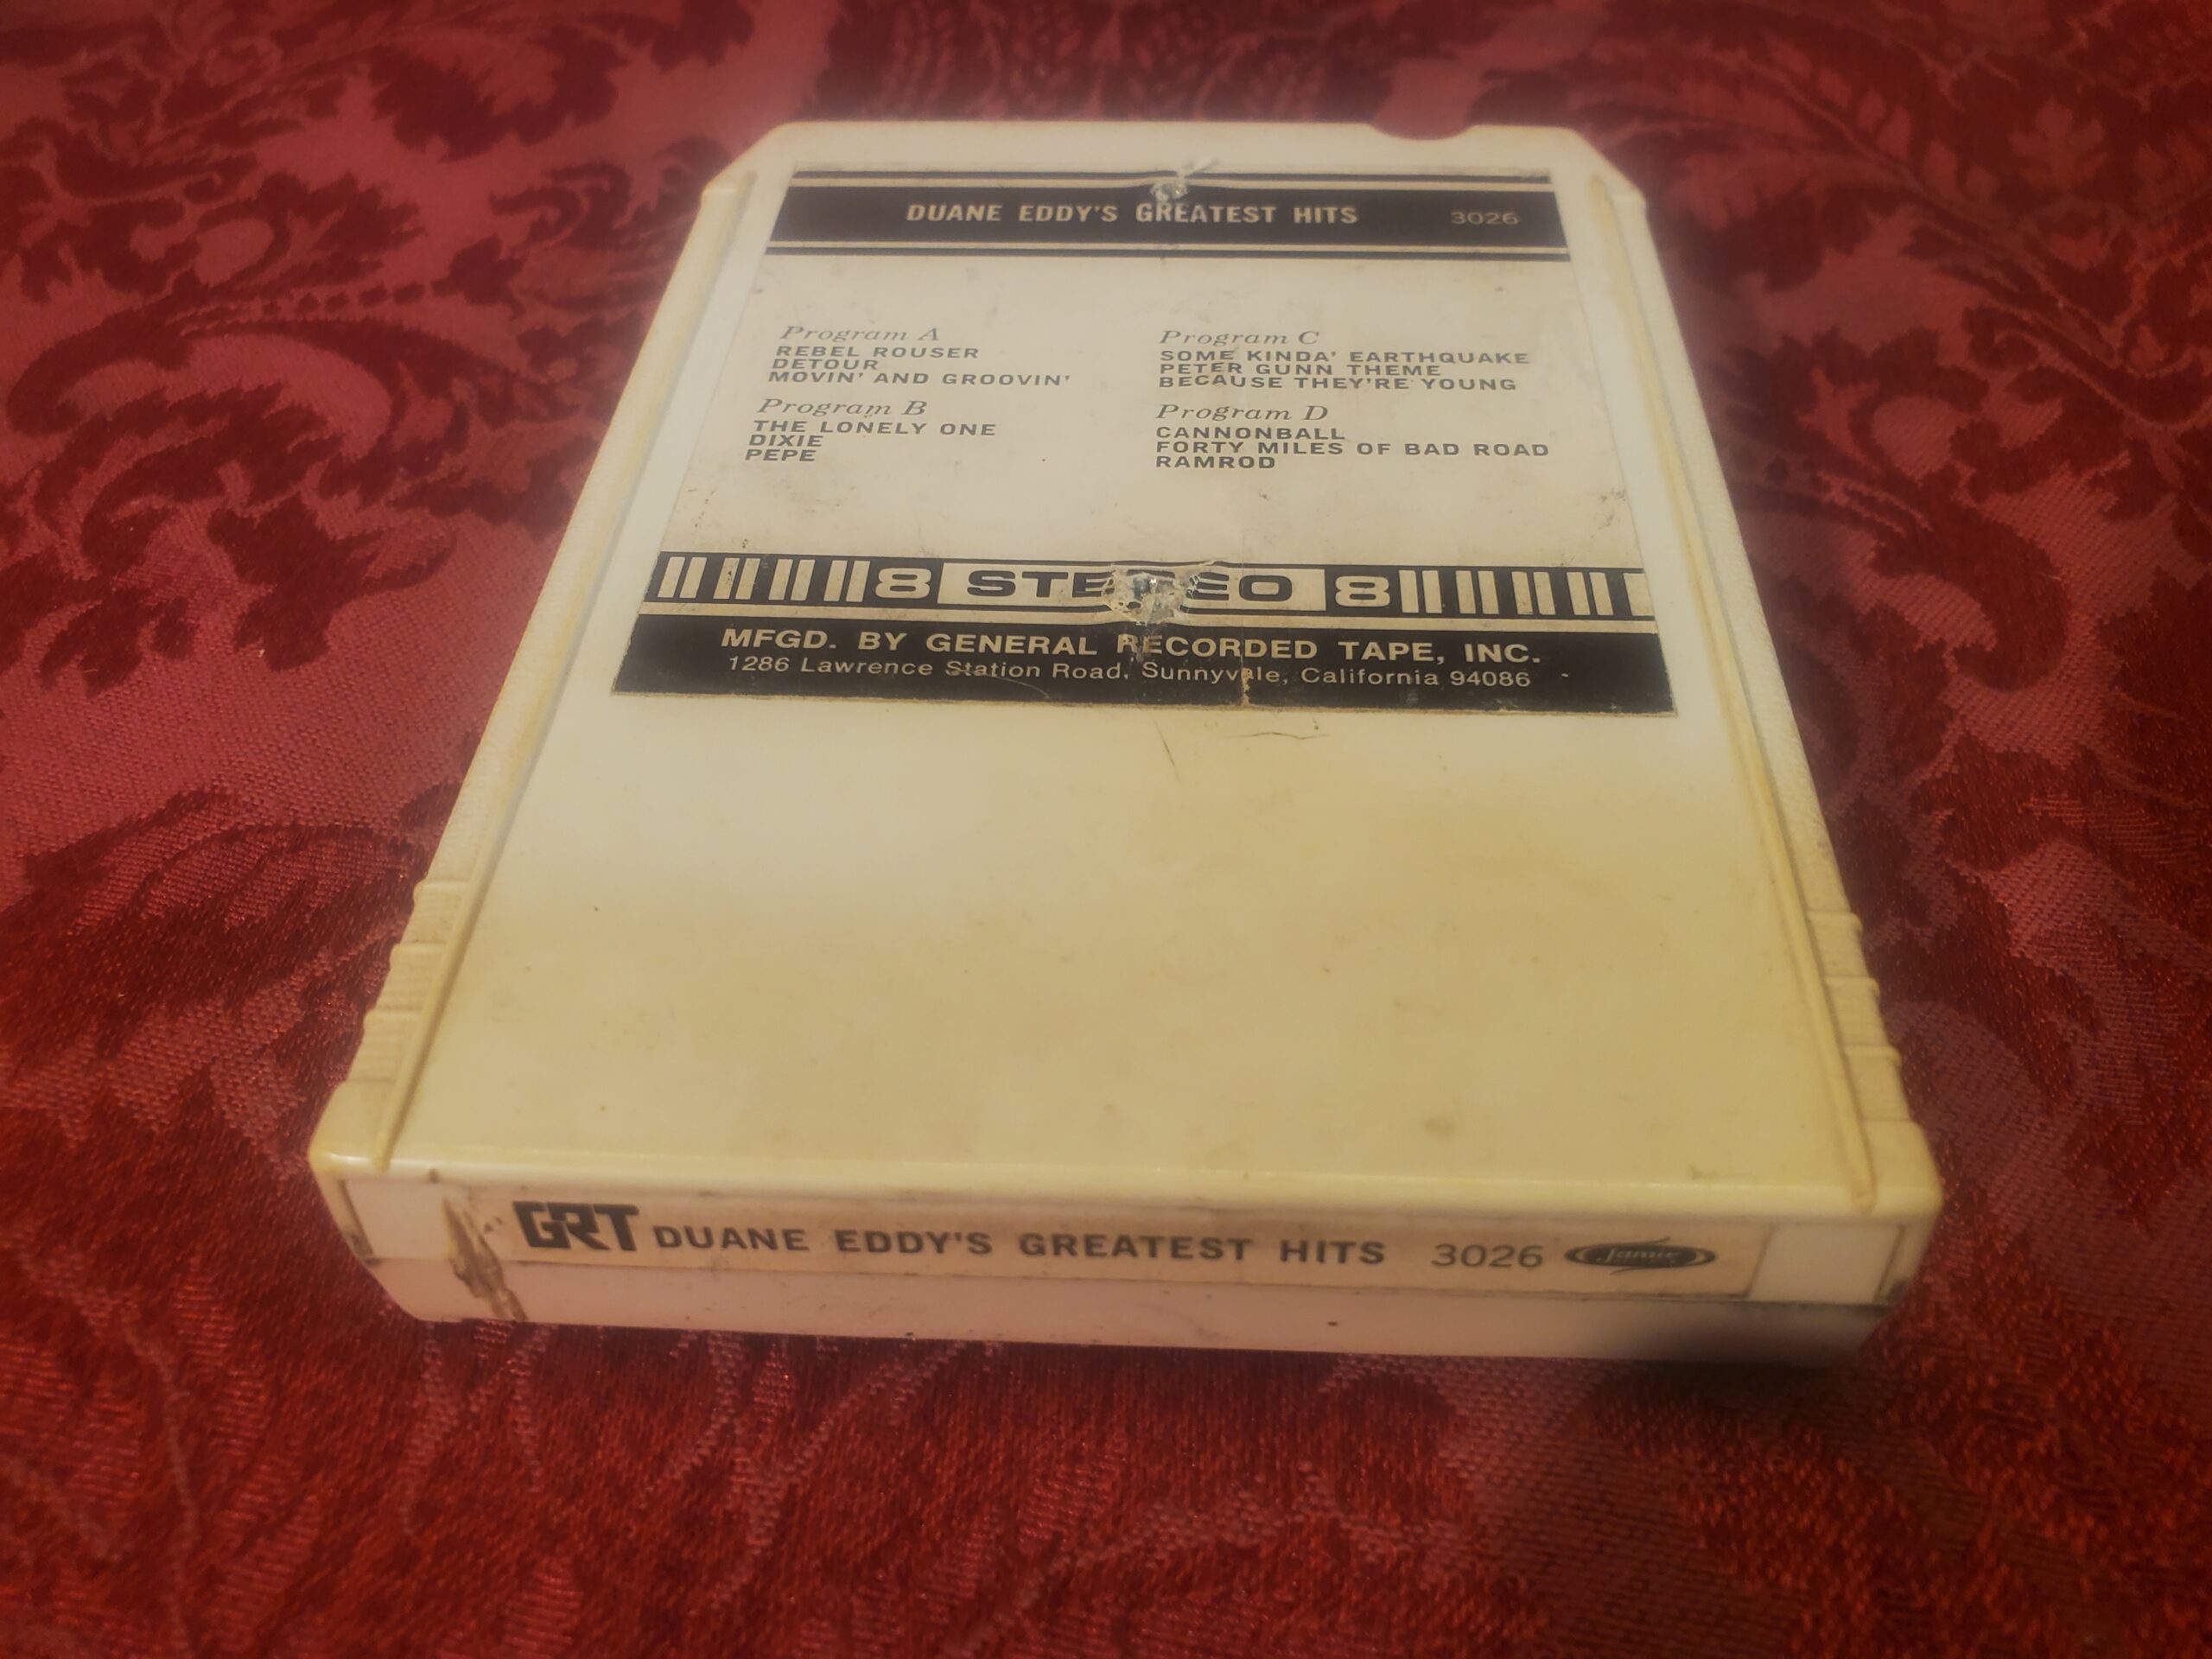 DUANE EDDY'S GREATEST HITS 3026
Program A
REBEL ROUSER
DETOUR
MOVIN' AND GROOVIN'
Program B
THE LONELY ONE
DIXIE
PEPE
Program C
SOME KINDA' EARTHQUAKE
PETER GUNN THEME
BECAUSE THEY'RE YOUNG
Program D
CANNONBALL
FORTY MILES OF BAD ROAD
RAMROD
8 STEREO 8
MFGD. BY GENERAL RECORDED TAPE, INC.
1286 Lawrence Station Road, Sunnyvale, California 94086
GRT DUANE EDDY'S GREATEST HITS 3026 Jamie